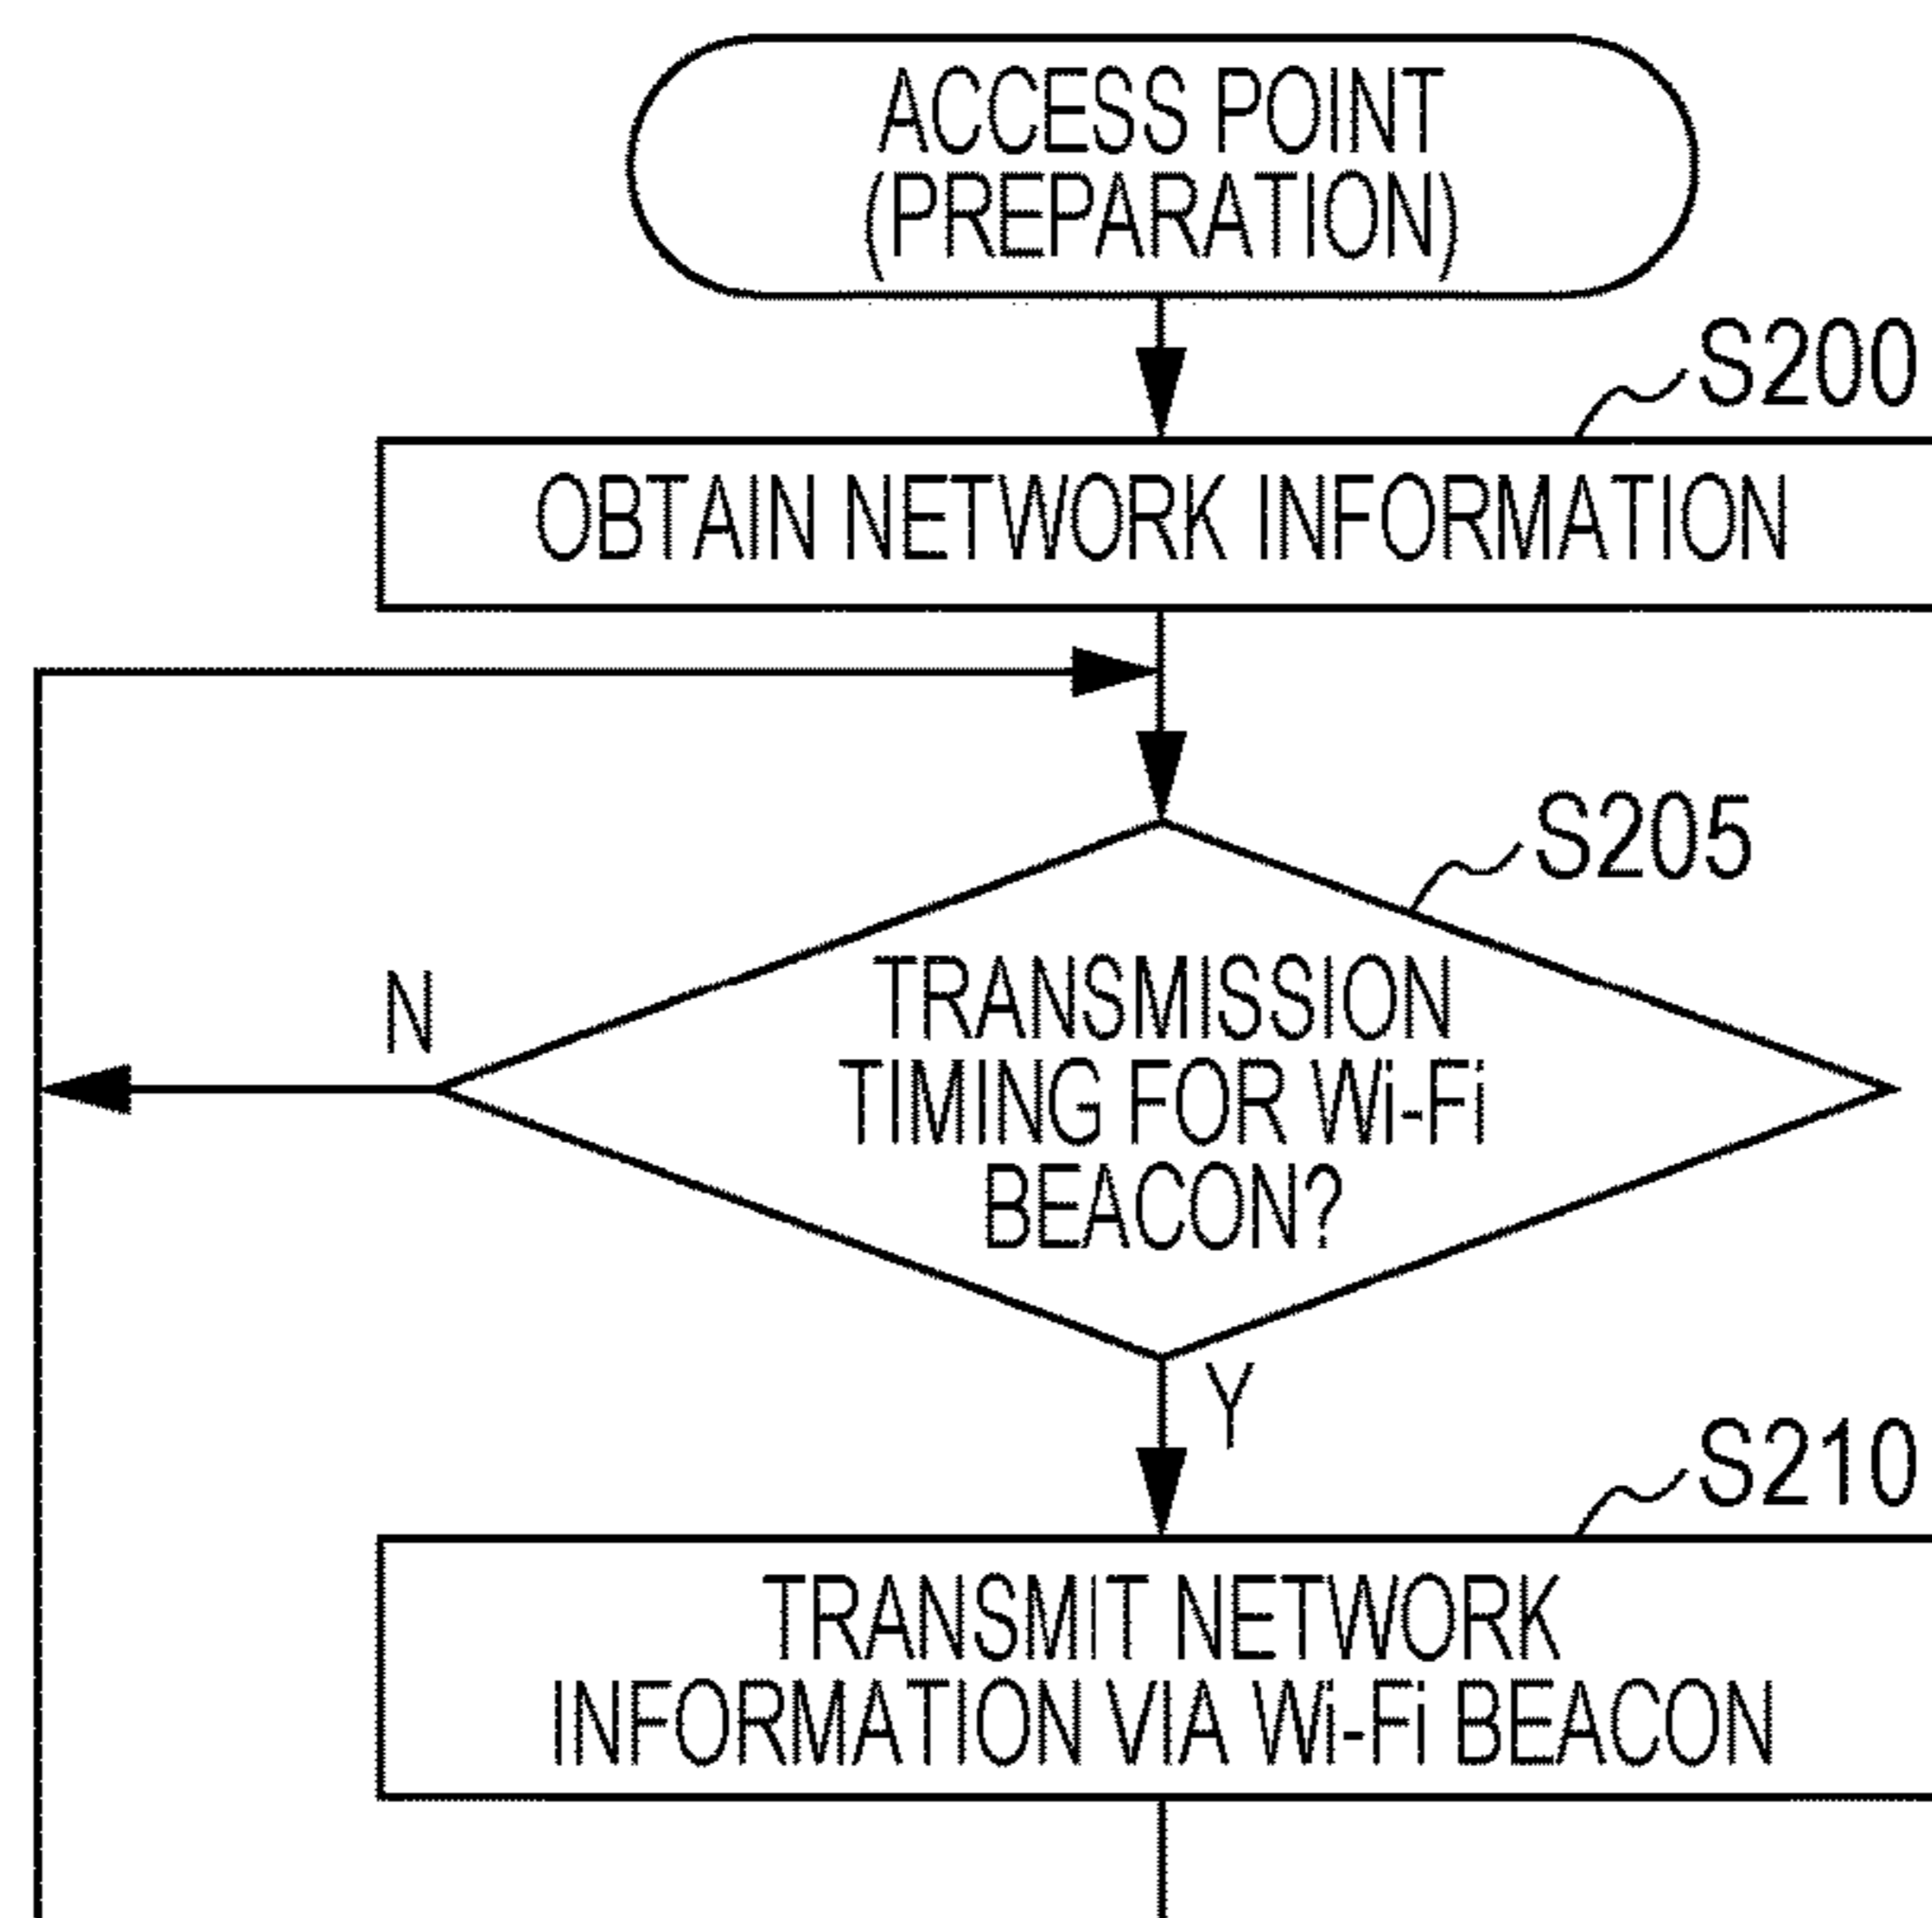 ACCESS POINT
(PREPARATION)
S200
OBTAIN NETWORK INFORMATION
S205
N
TRANSMISSION
TIMING FOR Wi-Fi
BEACON?
Y
S210
TRANSMIT NETWORK
INFORMATION VIA Wi-Fi BEACON